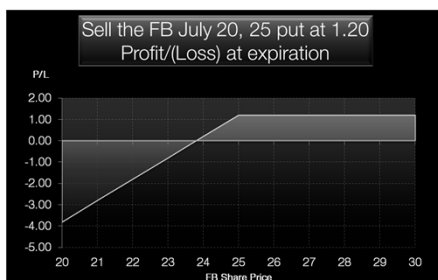 Sell the FB July 20, 25 put at 1.20
Profit/(Loss) at expiration
P/L
2.00
1.00
0.00
-1.00
-2.00
-3.00
-4.00
-5.00
20 21 22 23 24 25 26 27 28 29 30
FB Share Price